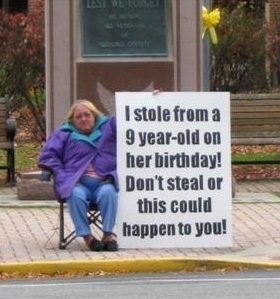 LEST WE FORGET
I stole from a
9 year-old on
her birthday!
Don't steal or
this could
happen to you!